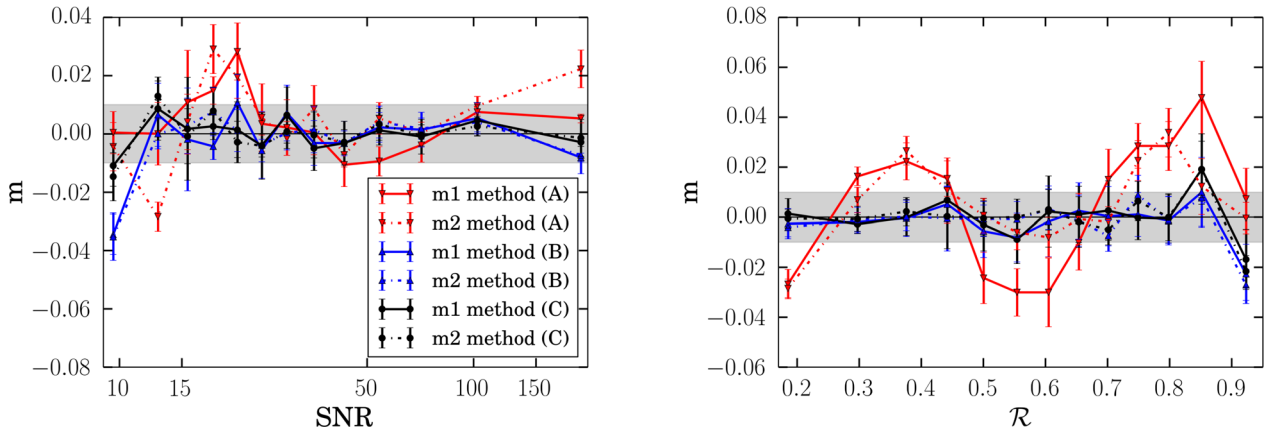 0.04
0.02
0.00
−0.02
−0.04
−0.06
−0.08
m
10 15 50 100 150
SNR
m1 method (A)
m2 method (A)
m1 method (B)
m2 method (B)
m1 method (C)
m2 method (C)
0.08
0.06
0.04
0.02
0.00
−0.02
−0.04
−0.06
m
0.2 0.3 0.4 0.5 0.6 0.7 0.8 0.9
ℛ